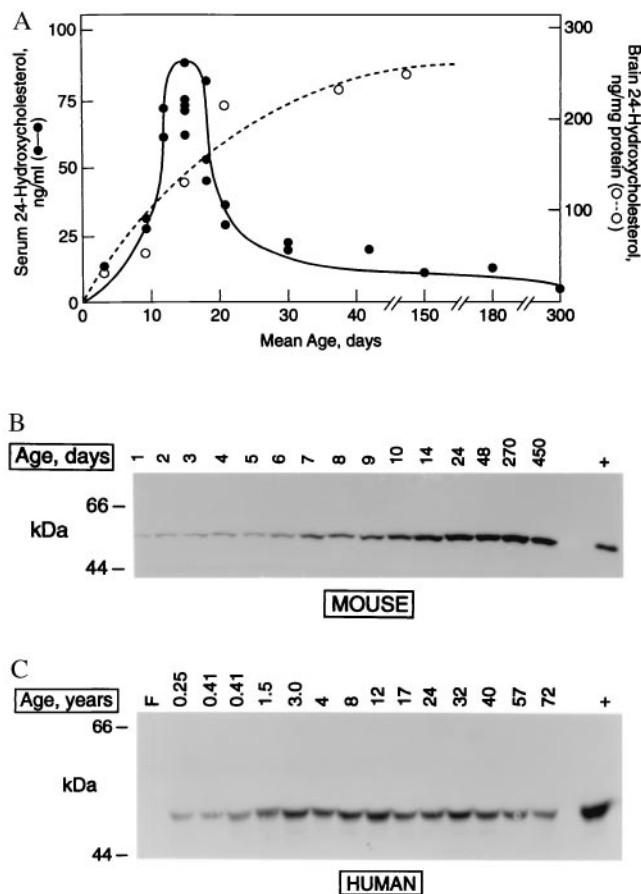 A
Serum 24-Hydroxycholesterol,
ng/ml (●—●)
Brain 24-Hydroxycholesterol,
ng/mg protein (○--○)
100
75
50
25
0
300
200
100
0 10 20 30 40 150 180 300
Mean Age, days
B
Age, days 1 2 3 4 5 6 7 8 9 10 14 24 48 270 450 +
66 –
kDa
44 –
MOUSE
C
Age, years F 0.25 0.41 0.41 1.5 3.0 4 8 12 17 24 32 40 57 72 +
66 –
kDa
44 –
HUMAN